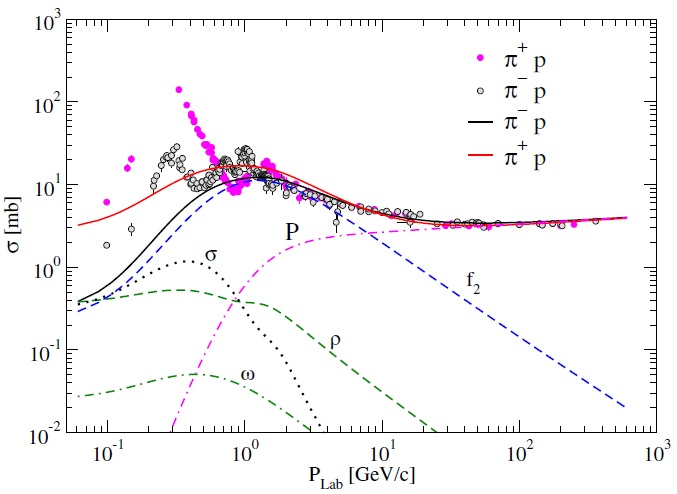 10³
π⁺ p
π⁻ p
10²
π⁻ p
π⁺ p
10¹
σ [mb]
P
σ
10⁰
f₂
ρ
10⁻¹
ω
10⁻²
10⁻¹ 10⁰ 10¹ 10² 10³
P_Lab [GeV/c]